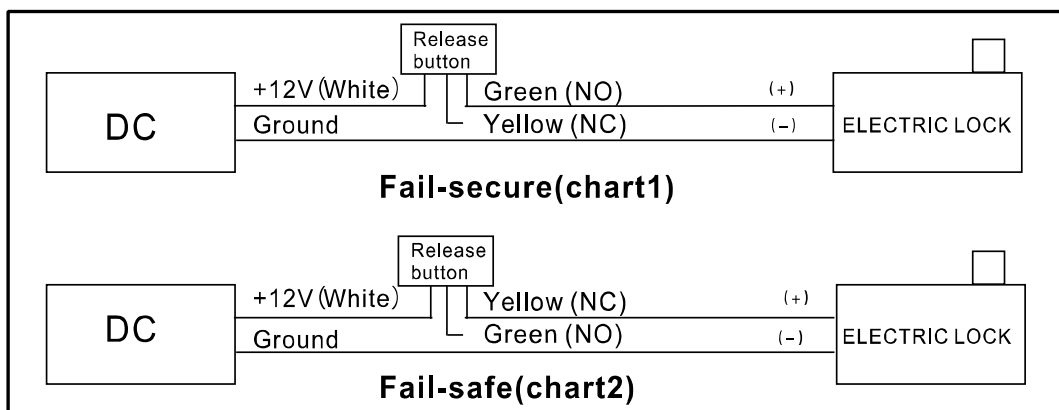 Release
button
+12V(White)
Green (NO)
(+)
DC
Ground
Yellow (NC)
(-)
ELECTRIC LOCK
Fail-secure(chart1)
Release
button
+12V(White)
Yellow (NC)
(+)
DC
Ground
Green (NO)
(-)
ELECTRIC LOCK
Fail-safe(chart2)